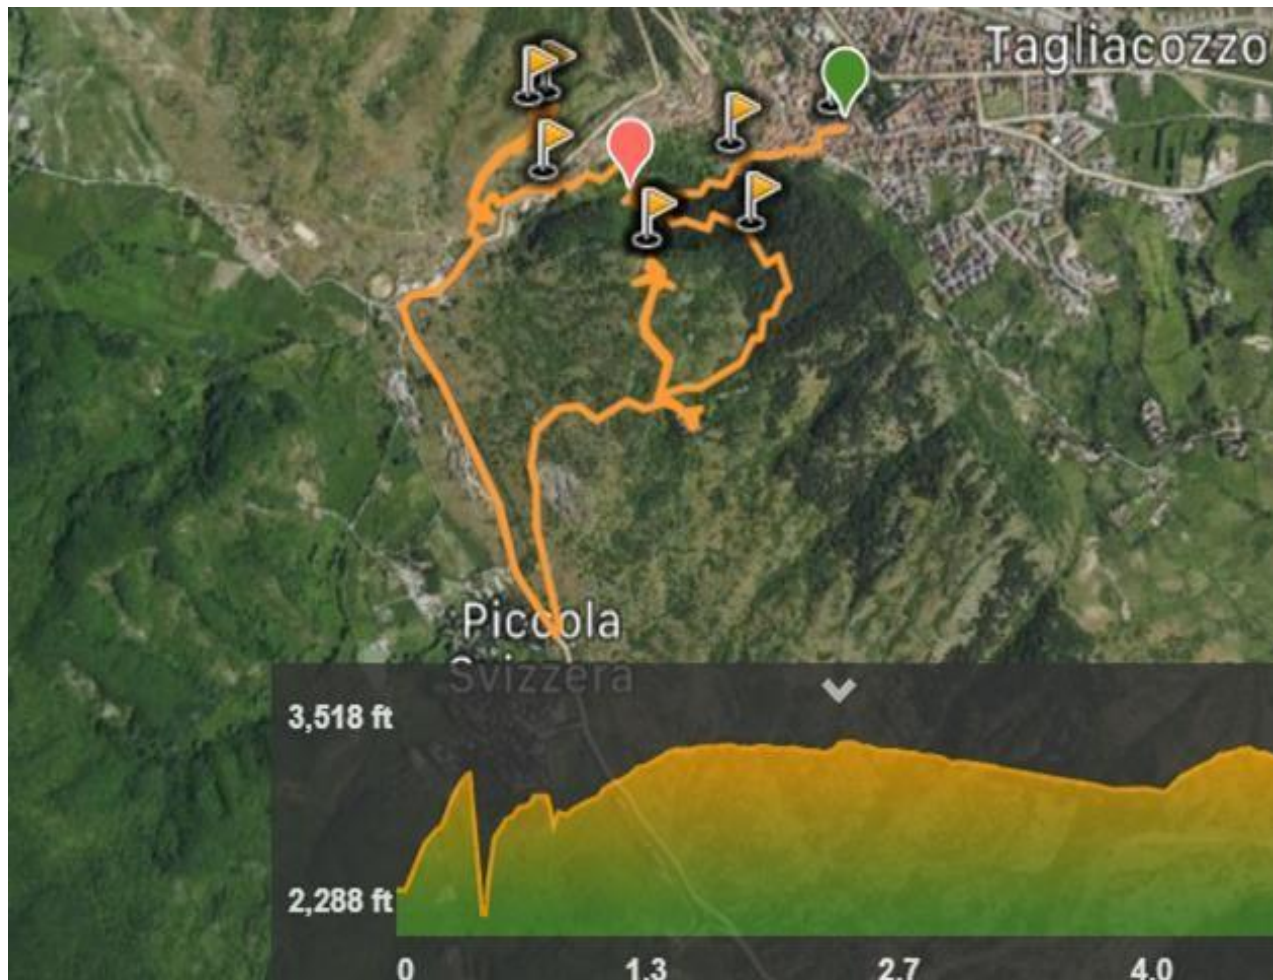 Tagliacozzo
Piccola
Svizzera
3,518 ft
2,288 ft
0 1.3 2.7 4.0